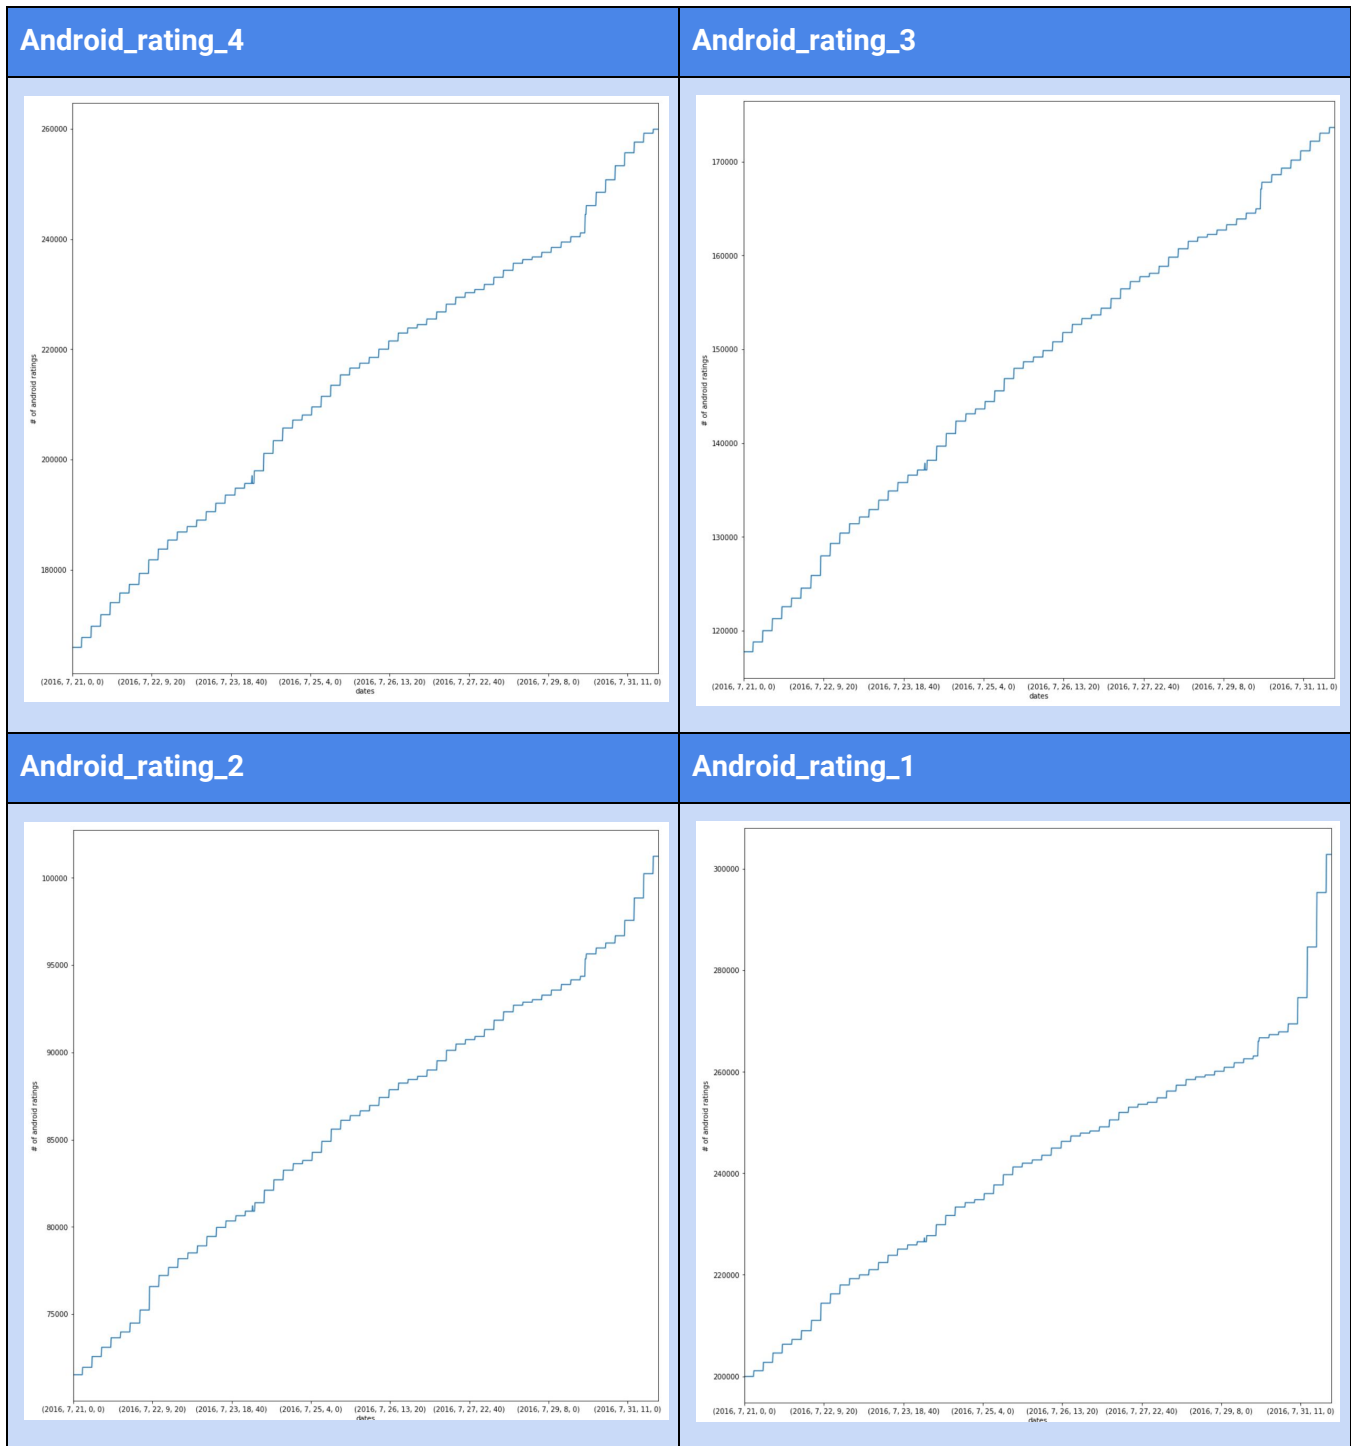 Android_rating_4
260000
240000
220000
200000
180000
# of android ratings
(2016, 7, 21, 0, 0) (2016, 7, 22, 9, 20) (2016, 7, 23, 18, 40) (2016, 7, 25, 4, 0) (2016, 7, 26, 13, 20) (2016, 7, 27, 22, 40) (2016, 7, 29, 8, 0) (2016, 7, 31, 11, 0)
dates
Android_rating_3
170000
160000
150000
140000
130000
120000
# of android ratings
(2016, 7, 21, 0, 0) (2016, 7, 22, 9, 20) (2016, 7, 23, 18, 40) (2016, 7, 25, 4, 0) (2016, 7, 26, 13, 20) (2016, 7, 27, 22, 40) (2016, 7, 29, 8, 0) (2016, 7, 31, 11, 0)
dates
Android_rating_2
100000
95000
90000
85000
80000
75000
# of android ratings
(2016, 7, 21, 0, 0) (2016, 7, 22, 9, 20) (2016, 7, 23, 18, 40) (2016, 7, 25, 4, 0) (2016, 7, 26, 13, 20) (2016, 7, 27, 22, 40) (2016, 7, 29, 8, 0) (2016, 7, 31, 11, 0)
dates
Android_rating_1
300000
280000
260000
240000
220000
200000
# of android ratings
(2016, 7, 21, 0, 0) (2016, 7, 22, 9, 20) (2016, 7, 23, 18, 40) (2016, 7, 25, 4, 0) (2016, 7, 26, 13, 20) (2016, 7, 27, 22, 40) (2016, 7, 29, 8, 0) (2016, 7, 31, 11, 0)
dates